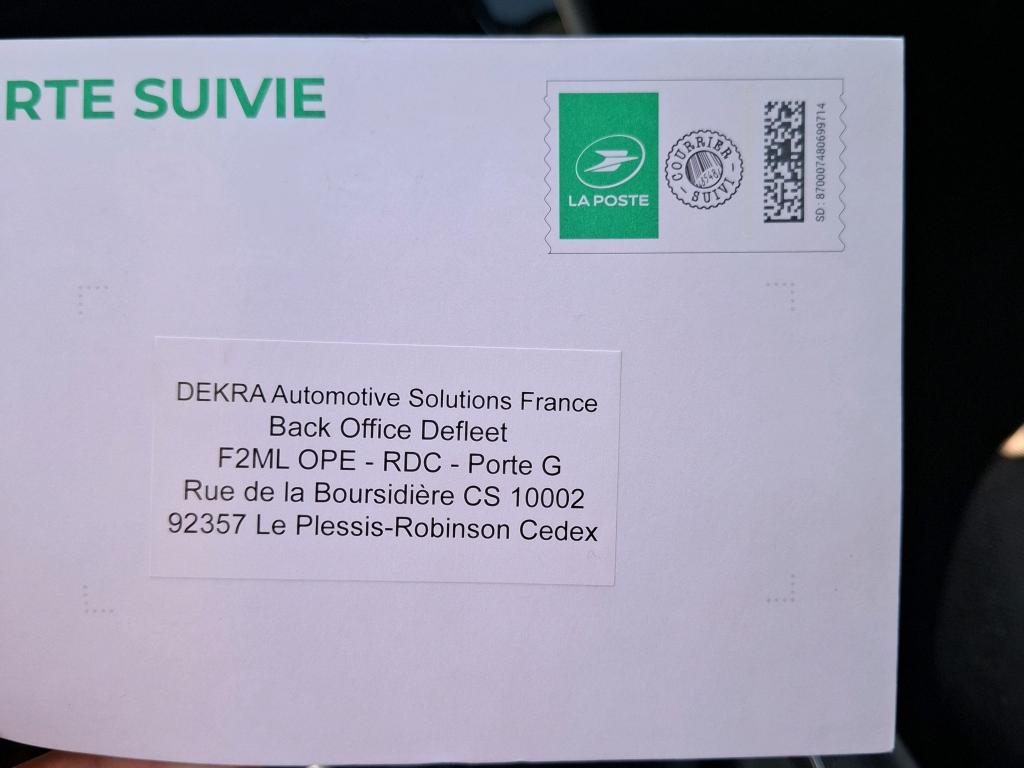 RTE SUIVIE
LA POSTE
COURRIER
SUIVI
SD : 870007480699714
DEKRA Automotive Solutions France
Back Office Defleet
F2ML OPE - RDC - Porte G
Rue de la Boursidière CS 10002
92357 Le Plessis-Robinson Cedex